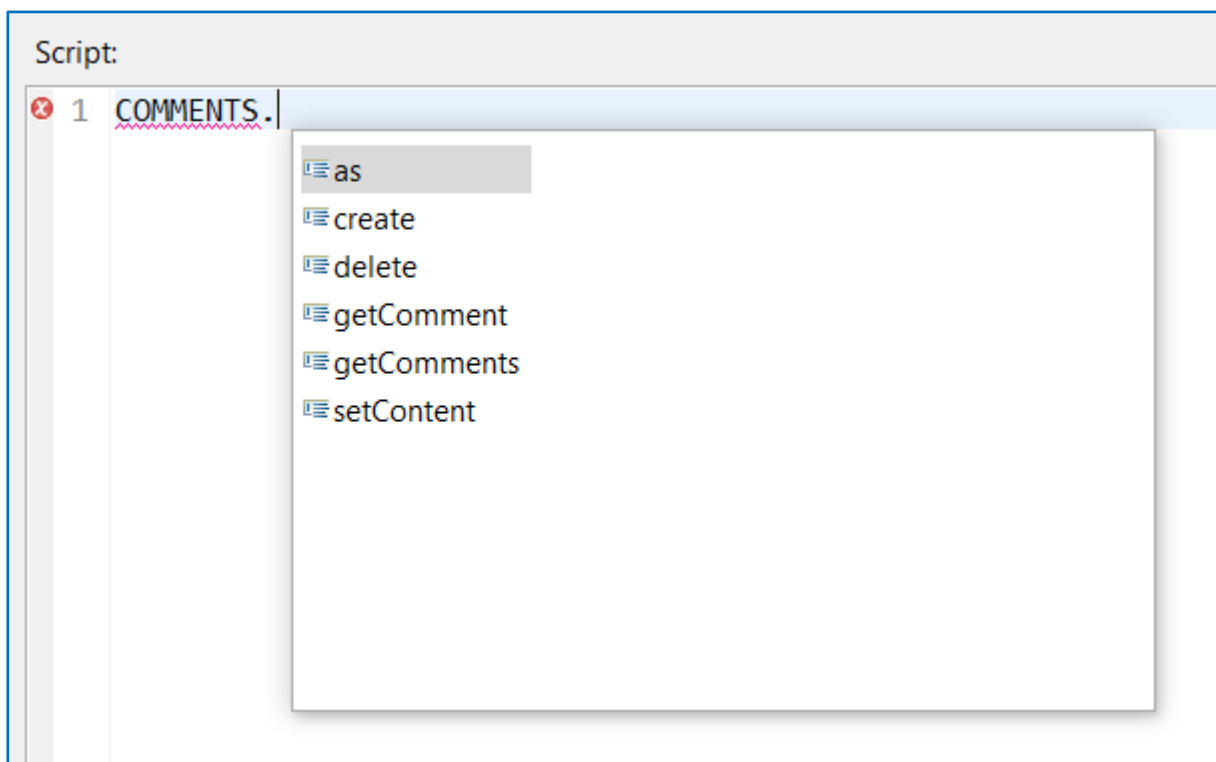 Script:
1 COMMENTS.
as
create
delete
getComment
getComments
setContent